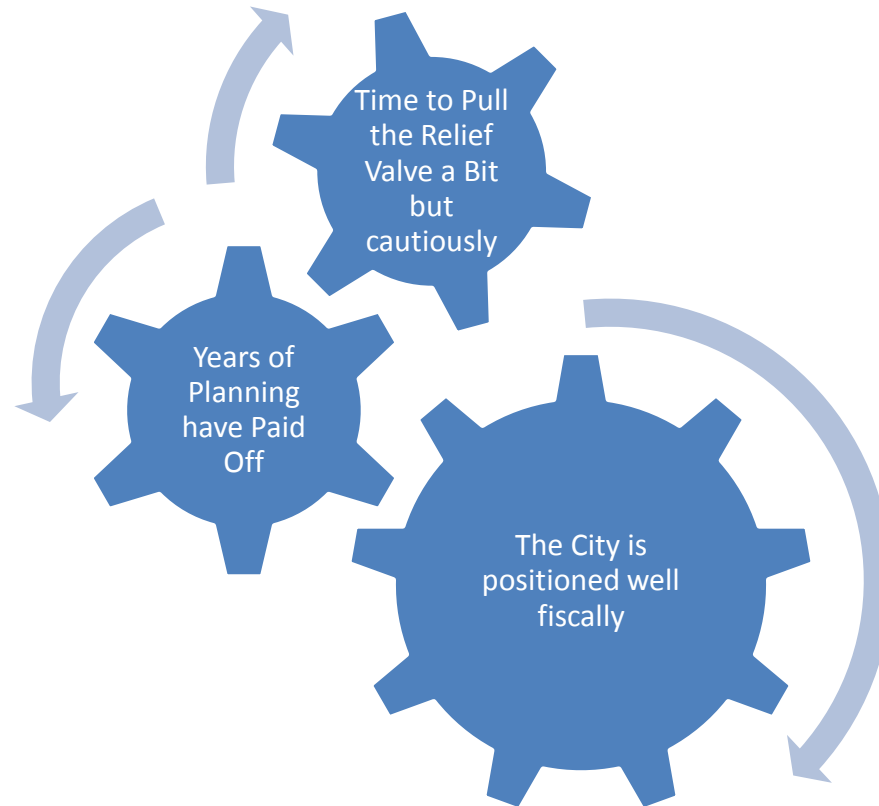 Time to Pull
the Relief
Valve a Bit
but
cautiously
Years of
Planning
have Paid
Off
The City is
positioned well
fiscally